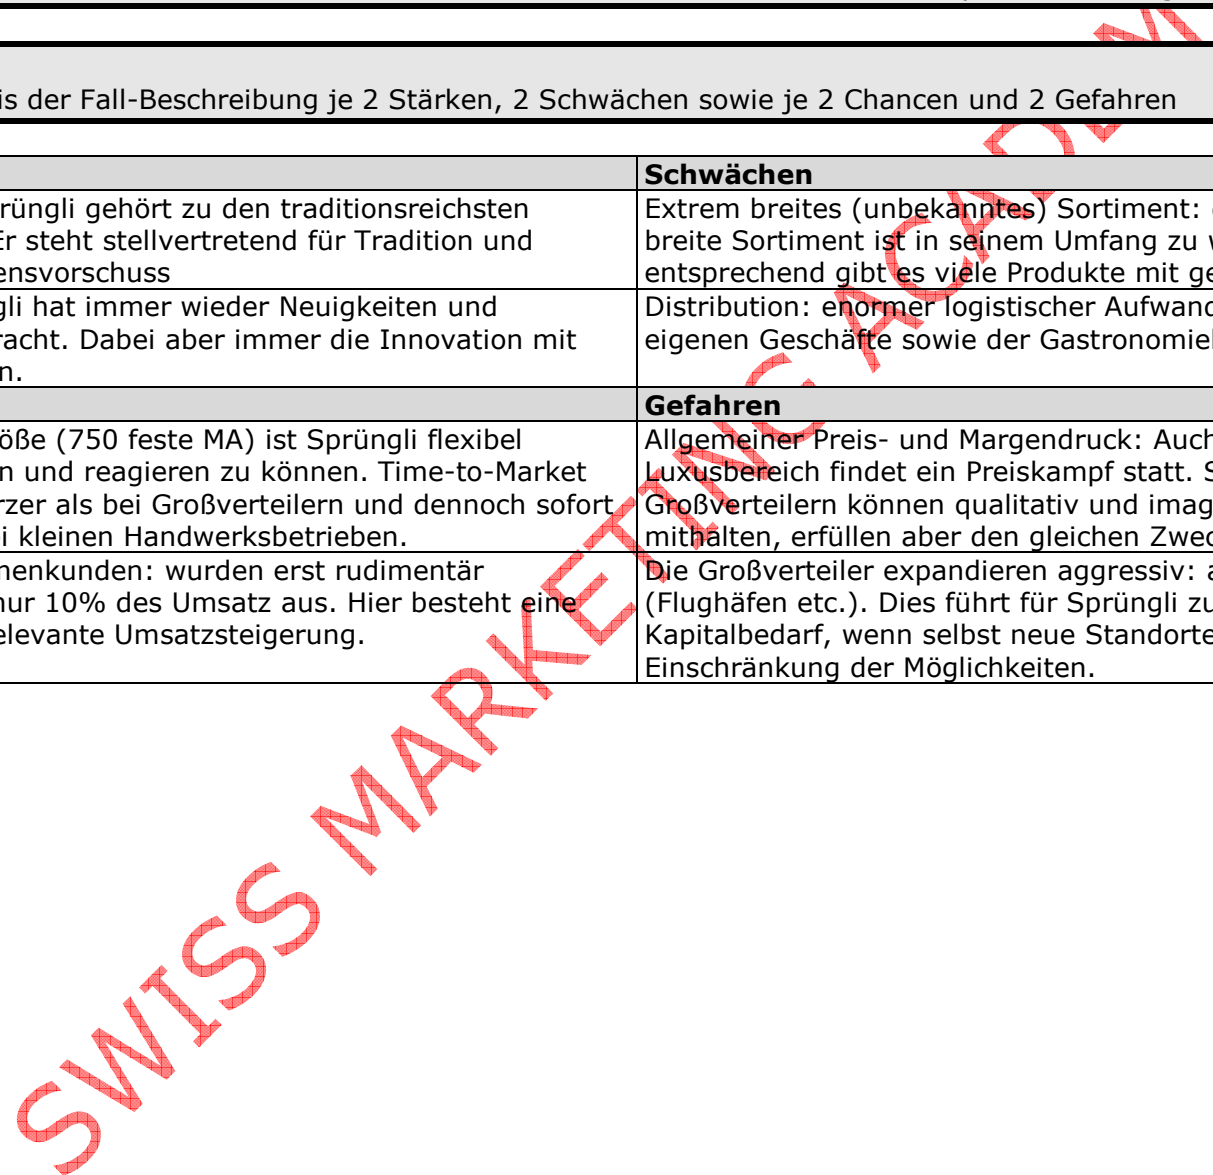 is der Fall-Beschreibung je 2 Stärken, 2 Schwächen sowie je 2 Chancen und 2 Gefahren
Schwächen
rüngli gehört zu den traditionsreichsten
Er steht stellvertretend für Tradition und
ensvorschuss
Extrem breites (unbekanntes) Sortiment:
breite Sortiment ist in seinem Umfang zu
entsprechend gibt es viele Produkte mit ge
gli hat immer wieder Neuigkeiten und
racht. Dabei aber immer die Innovation mit
n.
Distribution: enormer logistischer Aufwand
eigenen Geschäfte sowie der Gastronomie
Gefahren
öße (750 feste MA) ist Sprüngli flexibel
n und reagieren zu können. Time-to-Market
rzer als bei Großverteilern und dennoch sofort
i kleinen Handwerksbetrieben.
Allgemeiner Preis- und Margendruck: Auch
Luxusbereich findet ein Preiskampf statt. S
Großverteilern können qualitativ und imag
mithalten, erfüllen aber den gleichen Zwec
menkunden: wurden erst rudimentär
nur 10% des Umsatz aus. Hier besteht eine
elevante Umsatzsteigerung.
Die Großverteiler expandieren aggressiv: a
(Flughäfen etc.). Dies führt für Sprüngli zu
Kapitalbedarf, wenn selbst neue Standorte
Einschränkung der Möglichkeiten.
SWISS MARKETING ACADEM